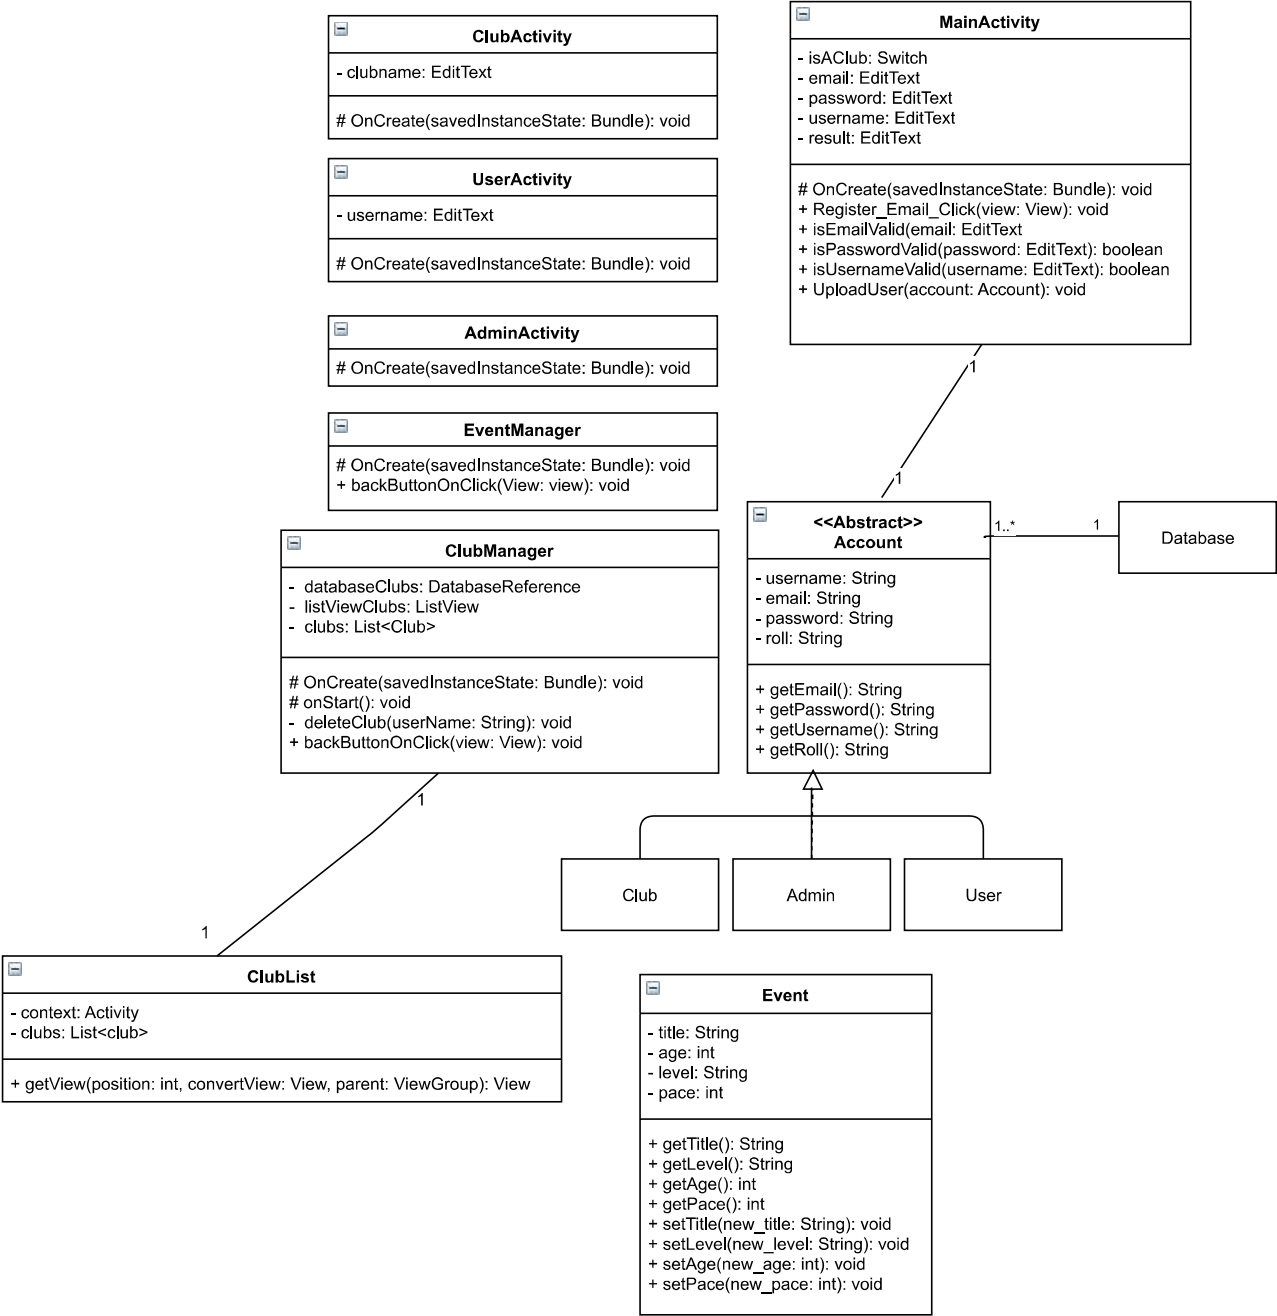 ClubActivity
- clubname: EditText
# OnCreate(savedInstanceState: Bundle): void
UserActivity
- username: EditText
# OnCreate(savedInstanceState: Bundle): void
AdminActivity
# OnCreate(savedInstanceState: Bundle): void
EventManager
# OnCreate(savedInstanceState: Bundle): void
+ backButtonOnClick(View: view): void
ClubManager
- databaseClubs: DatabaseReference
- listViewClubs: ListView
- clubs: List<Club>
# OnCreate(savedInstanceState: Bundle): void
# onStart(): void
- deleteClub(userName: String): void
+ backButtonOnClick(view: View): void
1
1
ClubList
- context: Activity
- clubs: List<club>
+ getView(position: int, convertView: View, parent: ViewGroup): View
MainActivity
- isAClub: Switch
- email: EditText
- password: EditText
- username: EditText
- result: EditText
# OnCreate(savedInstanceState: Bundle): void
+ Register_Email_Click(view: View): void
+ isEmailValid(email: EditText
+ isPasswordValid(password: EditText): boolean
+ isUsernameValid(username: EditText): boolean
+ UploadUser(account: Account): void
1
1
<<Abstract>>
Account
- username: String
- email: String
- password: String
- roll: String
+ getEmail(): String
+ getPassword(): String
+ getUsername(): String
+ getRoll(): String
1..*
1
Database
Club
Admin
User
Event
- title: String
- age: int
- level: String
- pace: int
+ getTitle(): String
+ getLevel(): String
+ getAge(): int
+ getPace(): int
+ setTitle(new_title: String): void
+ setLevel(new_level: String): void
+ setAge(new_age: int): void
+ setPace(new_pace: int): void